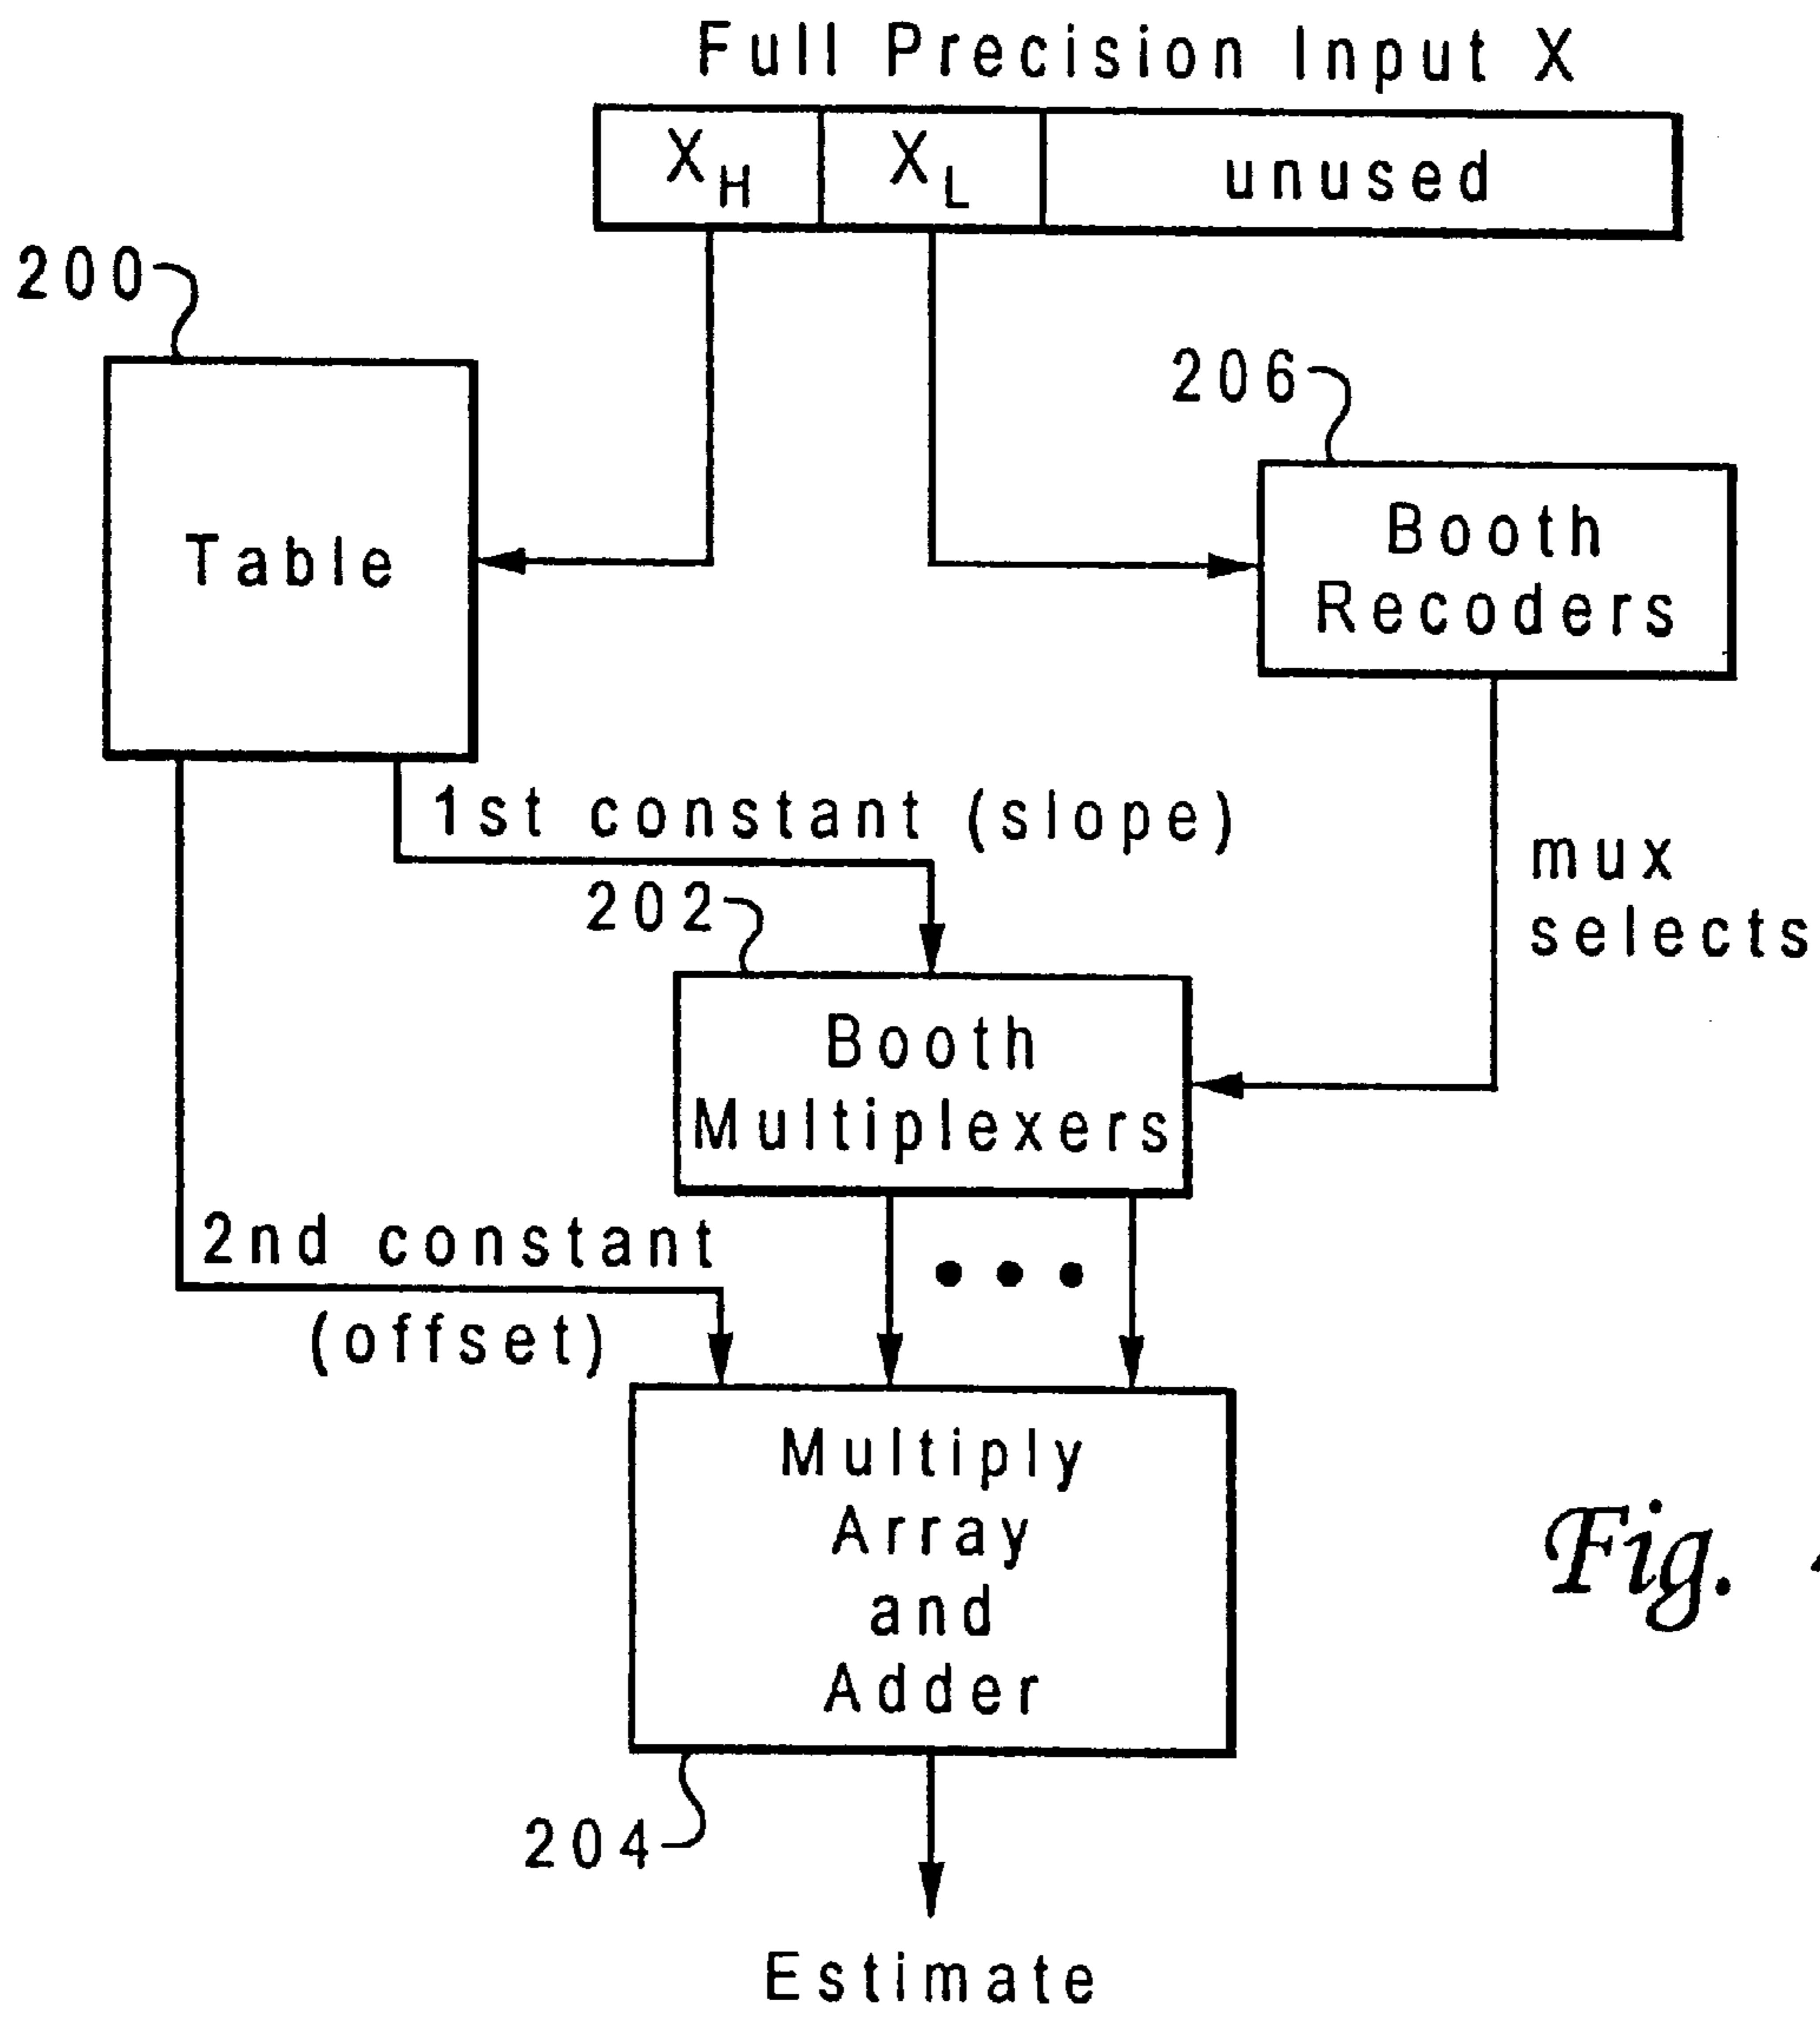 Full Precision Input X
X_H
X_L
unused
200
206
Table
Booth
Recoders
1st constant (slope)
mux
selects
202
Booth
Multiplexers
2nd constant
(offset)
Multiply
Array
and
Adder
Fig.
204
Estimate